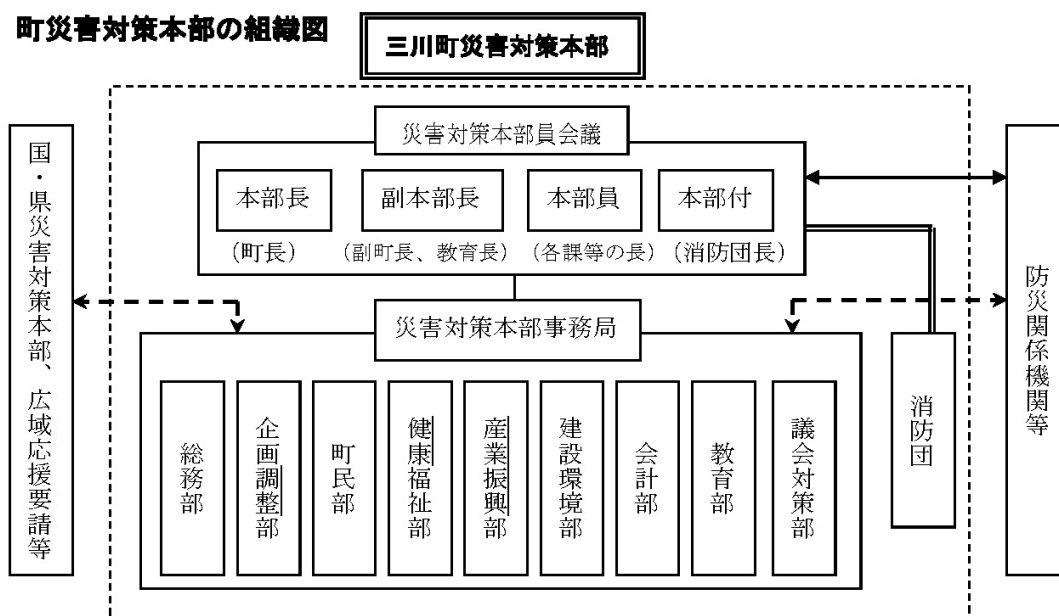 町災害対策本部の組織図
三川町災害対策本部
災害対策本部員会議
本部長
副本部長
本部員
本部付
(町長)
(副町長、教育長)
(各課等の長)
(消防団長)
国・県災害対策本部、広域応援要請等
防災関係機関等
災害対策本部事務局
総務部
企画調整部
町民部
健康福祉部
産業振興部
建設環境部
会計部
教育部
議会対策部
消防団